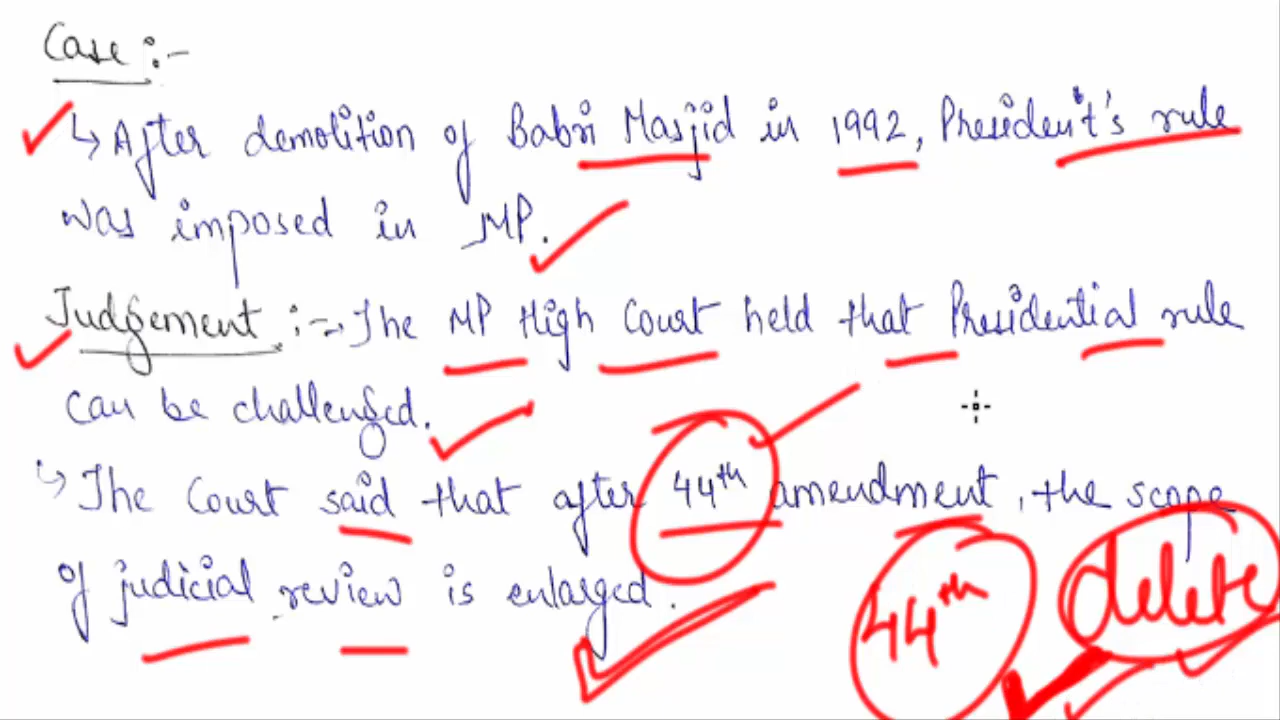 Case :-
↳ After demolition of Babri Masjid in 1992, President's rule
was imposed in MP.
Judgement :-→ The MP High Court held that Presidential rule
can be challenged.
↳ The Court said that after 44th amendment, the scope
of judicial review is enlarged.
44th delete